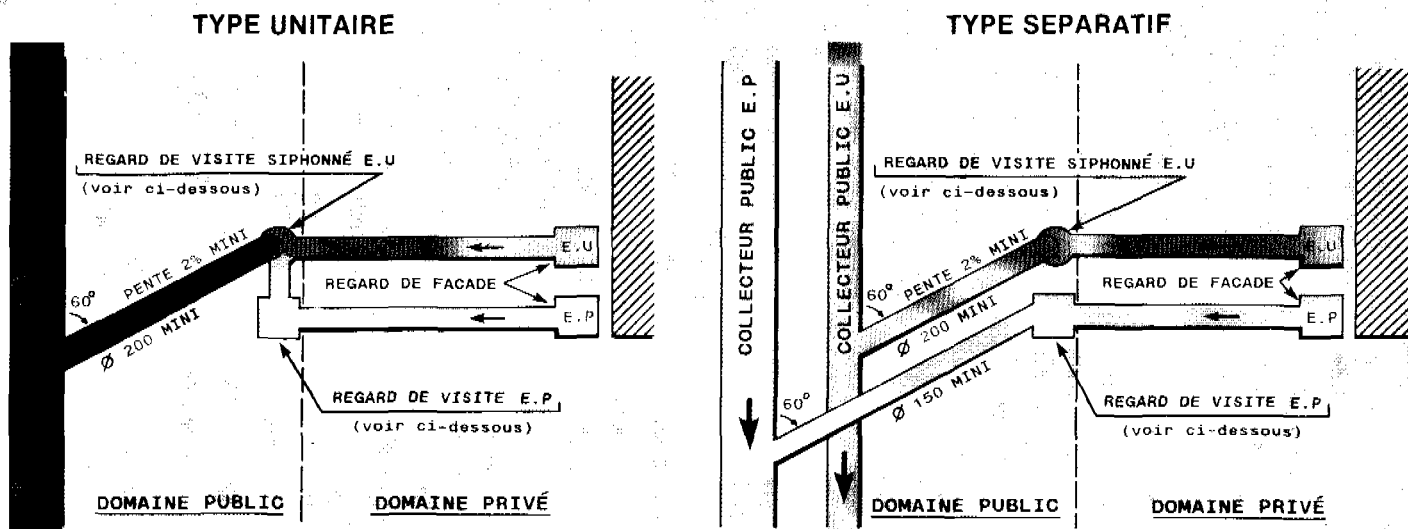 TYPE UNITAIRE
REGARD DE VISITE SIPHONNÉ E.U
(voir ci-dessous)
PENTE 2% MINI
60°
Ø 200 MINI
E.U
REGARD DE FACADE
E.P
REGARD DE VISITE E.P
(voir ci-dessous)
DOMAINE PUBLIC
DOMAINE PRIVÉ
TYPE SEPARATIF
COLLECTEUR PUBLIC E.P
COLLECTEUR PUBLIC E.U
REGARD DE VISITE SIPHONNÉ E.U
(voir ci-dessous)
PENTE 2% MINI
60°
Ø 200 MINI
E.U
REGARD DE FACADE
E.P
Ø 150 MINI
60°
REGARD DE VISITE E.P
(voir ci-dessous)
DOMAINE PUBLIC
DOMAINE PRIVÉ